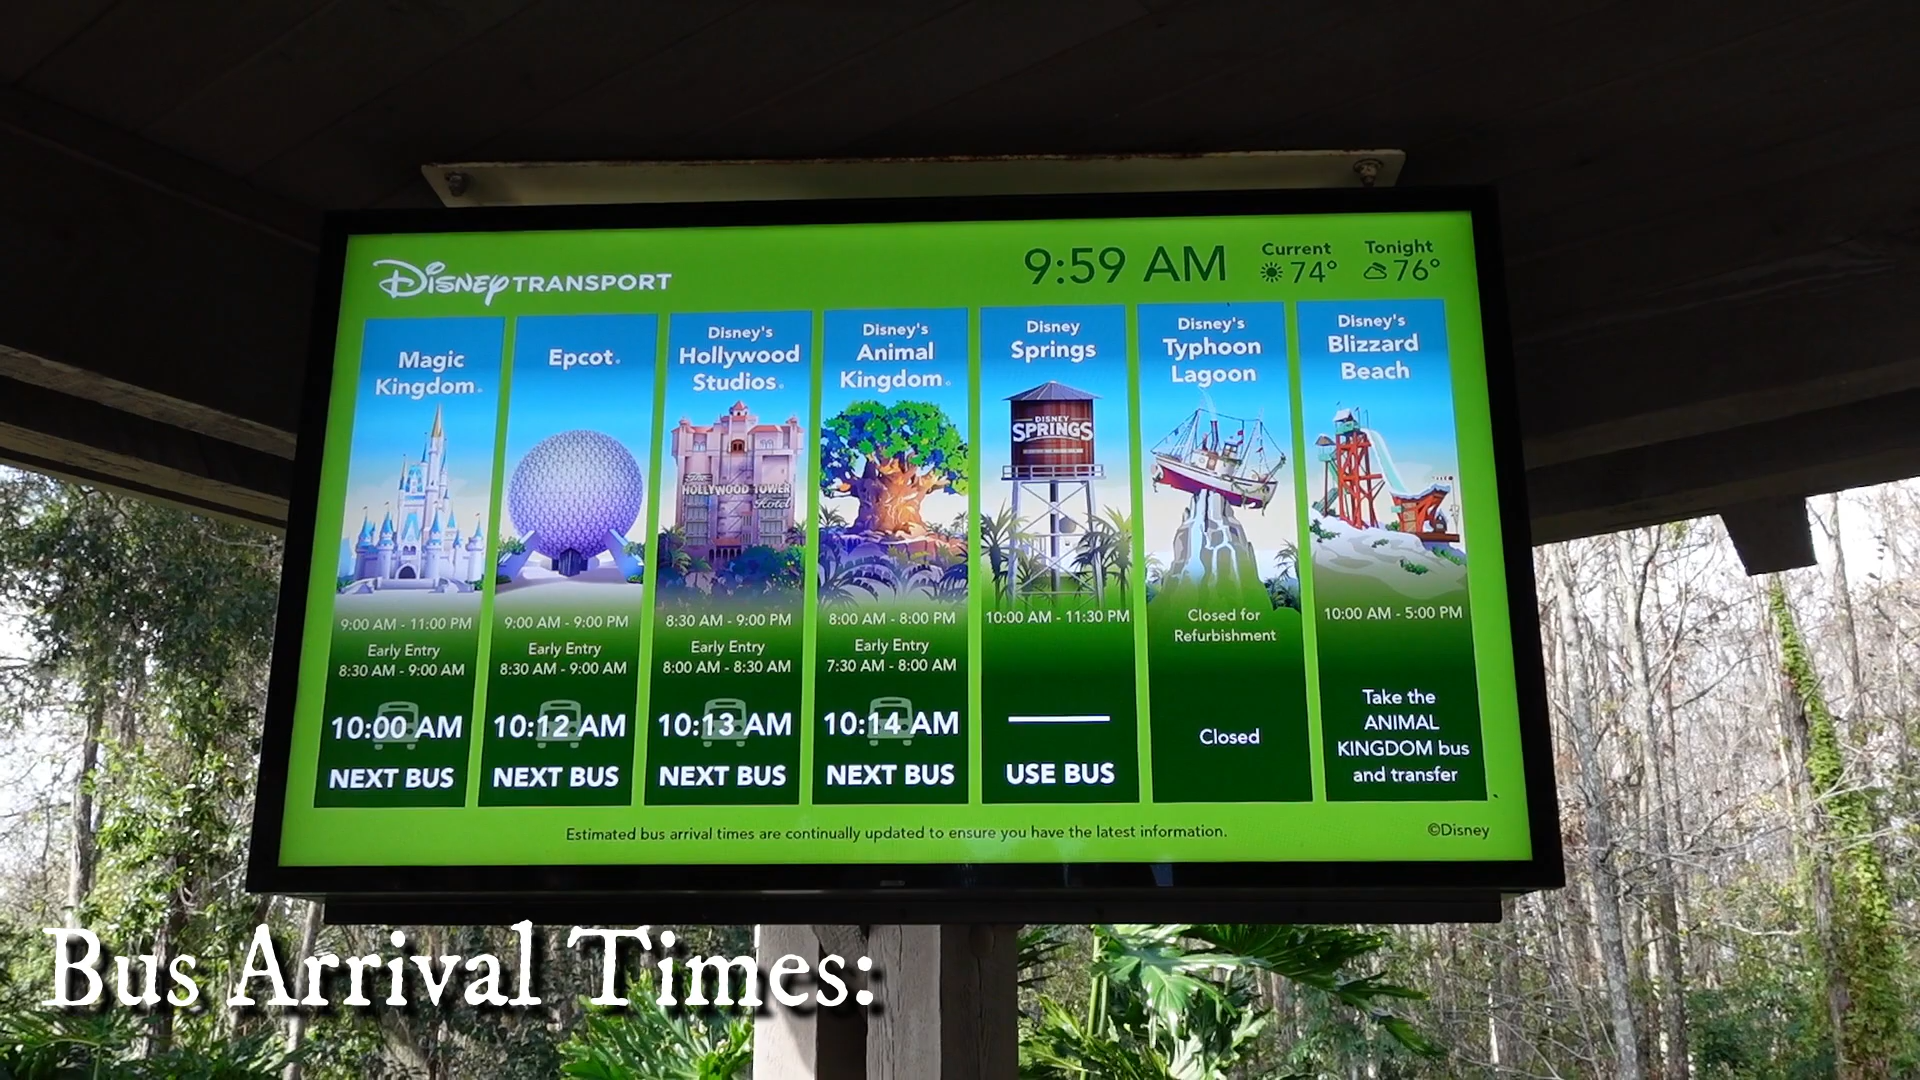 Disney TRANSPORT
9:59 AM
Current
74°
Tonight
76°
Magic
Kingdom®
9:00 AM - 11:00 PM
Early Entry
8:30 AM - 9:00 AM
10:00 AM
NEXT BUS
Epcot®
9:00 AM - 9:00 PM
Early Entry
8:30 AM - 9:00 AM
10:12 AM
NEXT BUS
Disney's
Hollywood
Studios®
HOLLYWOOD TOWER
Hotel
8:30 AM - 9:00 PM
Early Entry
8:00 AM - 8:30 AM
10:13 AM
NEXT BUS
Disney's
Animal
Kingdom®
8:00 AM - 8:00 PM
Early Entry
7:30 AM - 8:00 AM
10:14 AM
NEXT BUS
Disney
Springs
DISNEY
SPRINGS
10:00 AM - 11:30 PM
USE BUS
Disney's
Typhoon
Lagoon
Closed for
Refurbishment
Closed
Disney's
Blizzard
Beach
10:00 AM - 5:00 PM
Take the
ANIMAL
KINGDOM bus
and transfer
Estimated bus arrival times are continually updated to ensure you have the latest information.
©Disney
Bus Arrival Times: